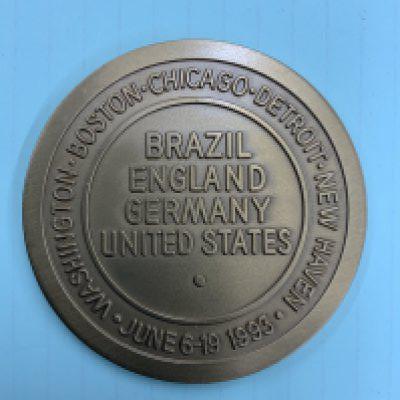 WASHINGTON • BOSTON • CHICAGO • DETROIT • NEW HAVEN •
JUNE 6-19 1993 •
BRAZIL
ENGLAND
GERMANY
UNITED STATES